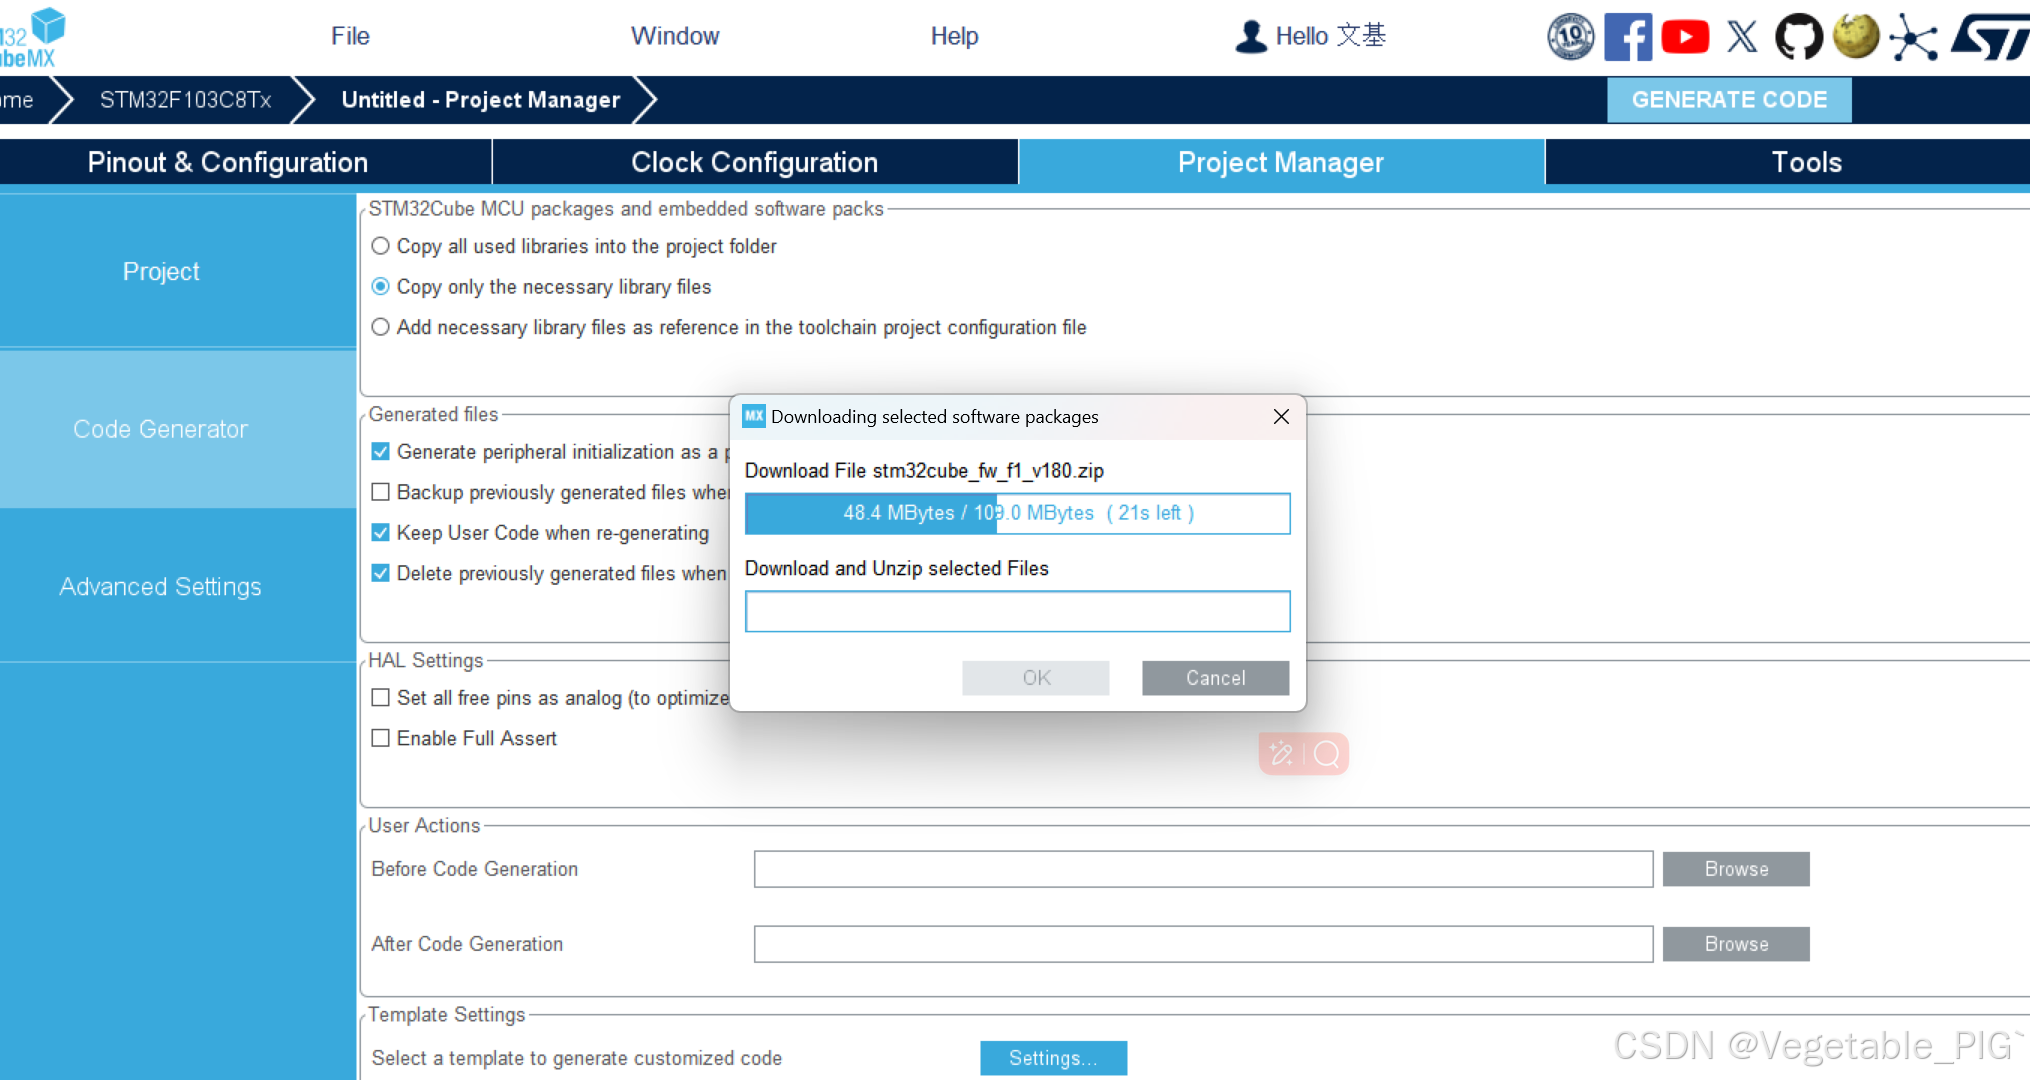 File Window Help Hello 文基
STM32F103C8Tx Untitled - Project Manager GENERATE CODE
Pinout & Configuration Clock Configuration Project Manager Tools
STM32Cube MCU packages and embedded software packs
Copy all used libraries into the project folder
Project
Copy only the necessary library files
Add necessary library files as reference in the toolchain project configuration file
Generated files
MX Downloading selected software packages
Code Generator
Generate peripheral initialization as a p
Download File stm32cube_fw_f1_v180.zip
Backup previously generated files when
48.4 MBytes / 109.0 MBytes ( 21s left )
Keep User Code when re-generating
Download and Unzip selected Files
Delete previously generated files when
Advanced Settings
HAL Settings
OK Cancel
Set all free pins as analog (to optimize
Enable Full Assert
User Actions
Before Code Generation Browse
After Code Generation Browse
Template Settings
Select a template to generate customized code Settings...
CSDN @Vegetable_PIG`